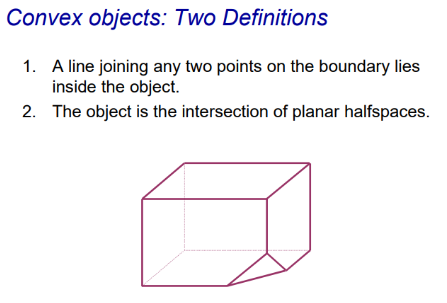 Convex objects: Two Definitions
1. A line joining any two points on the boundary lies
inside the object.
2. The object is the intersection of planar halfspaces.